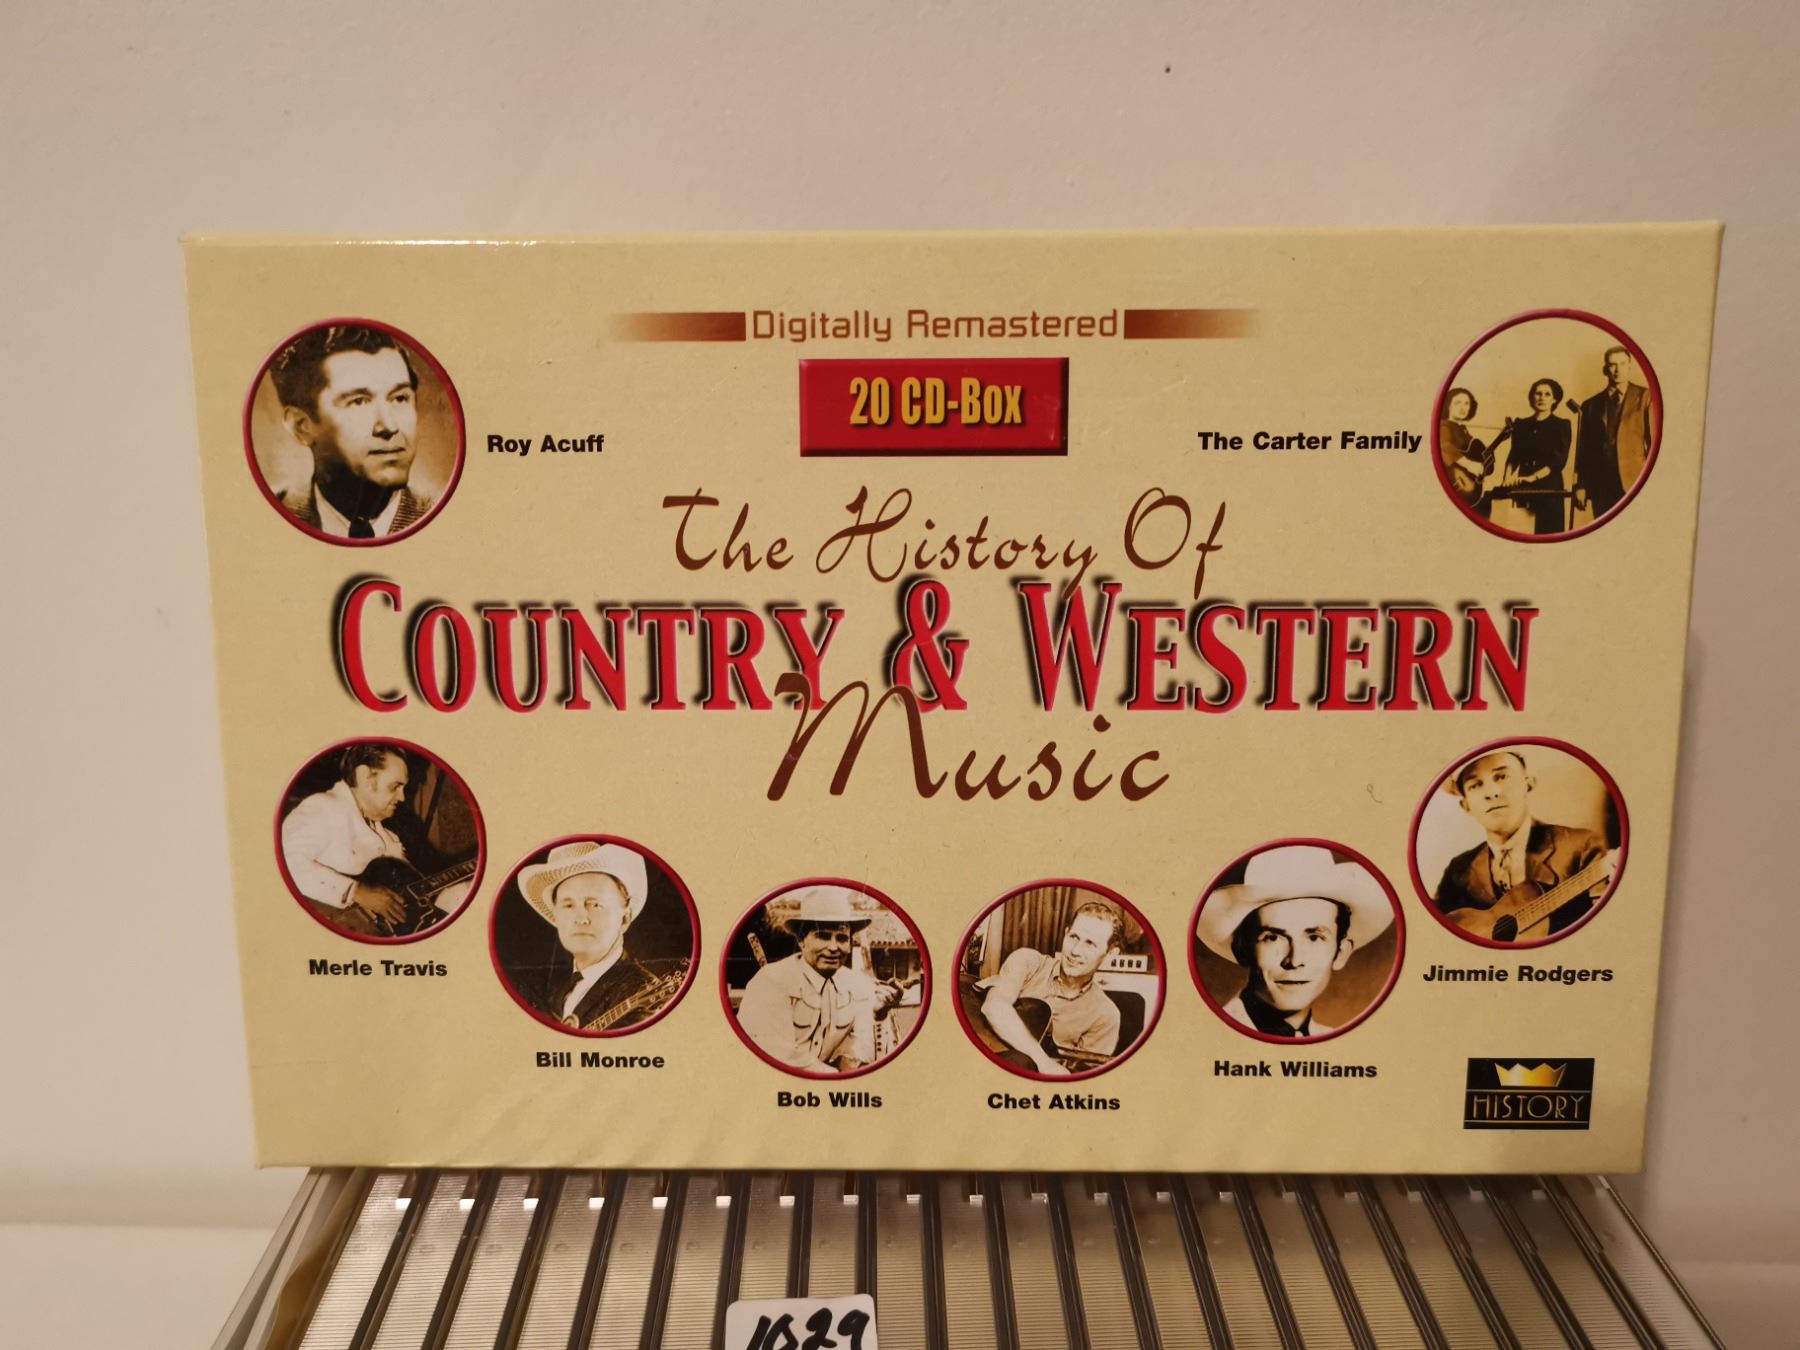 Digitally Remastered
20 CD-Box
Roy Acuff
The Carter Family
The History Of
COUNTRY & WESTERN
Music
Merle Travis
Bill Monroe
Bob Wills
Chet Atkins
Hank Williams
Jimmie Rodgers
HISTORY
1029